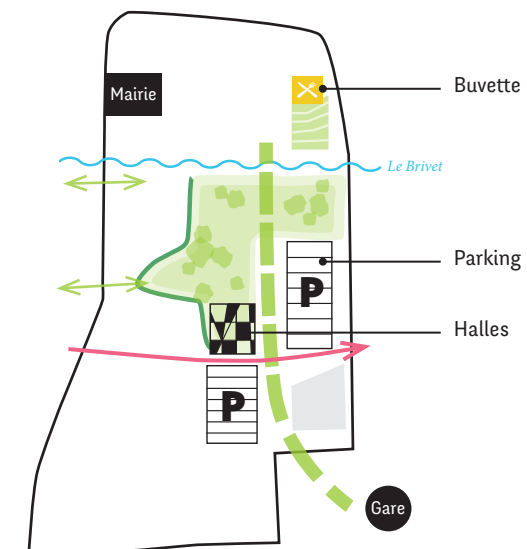 Mairie
Buvette
Le Brivet
Parking
P
Halles
P
Gare